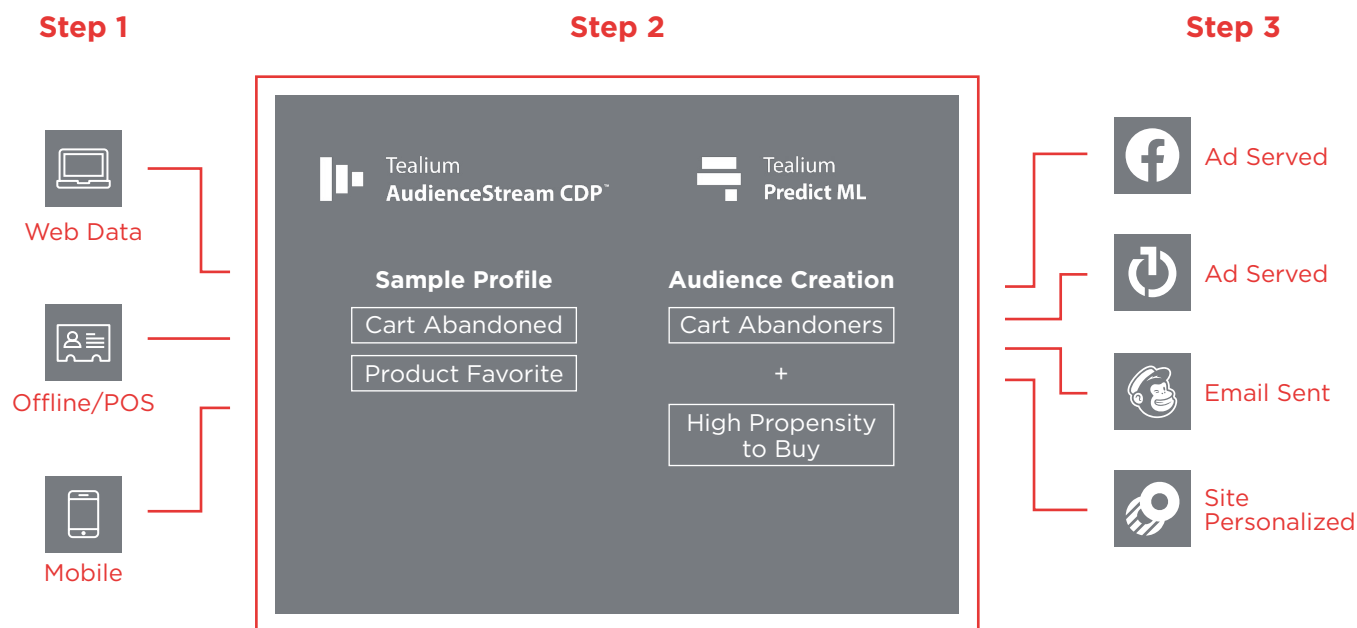 Step 1
Step 2
Step 3
Web Data
Offline/POS
Mobile
Tealium
AudienceStream CDP™
Sample Profile
Cart Abandoned
Product Favorite
Tealium
Predict ML
Audience Creation
Cart Abandoners
+
High Propensity
to Buy
Ad Served
Ad Served
Email Sent
Site
Personalized